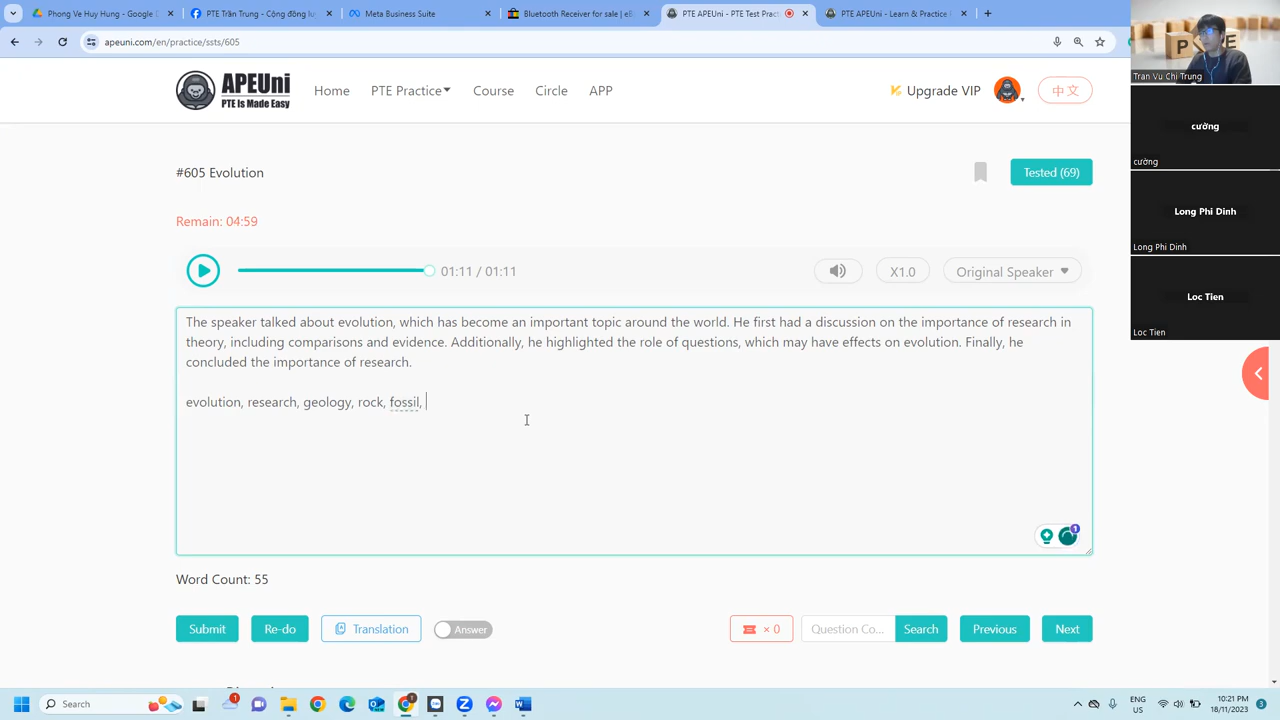 Phong Vy Huy Hung - Google D
PTE Trần Trung - Cộng đồng lu
Meta Business Suite
Bluetooth Receiver for sale | eB
PTE APEUni - PTE Test Practi
PTE APEUni - Learn & Practice
apeuni.com/en/practice/ssts/605
APEUni
PTE Is Made Easy
Home
PTE Practice
Course
Circle
APP
Upgrade VIP
中文
P
E
Tran Vu Chi Trung
cường
cường
Long Phi Dinh
Long Phi Dinh
Loc Tien
Loc Tien
#605 Evolution
Tested (69)
Remain: 04:59
01:11 / 01:11
X1.0
Original Speaker
The speaker talked about evolution, which has become an important topic around the world. He first had a discussion on the importance of research in
theory, including comparisons and evidence. Additionally, he highlighted the role of questions, which may have effects on evolution. Finally, he
concluded the importance of research.
evolution, research, geology, rock, fossil,
1
Word Count: 55
Submit
Re-do
Translation
Answer
× 0
Question Co...
Search
Previous
Next
Search
1
1
ENG
US
10:21 PM
18/11/2023
3